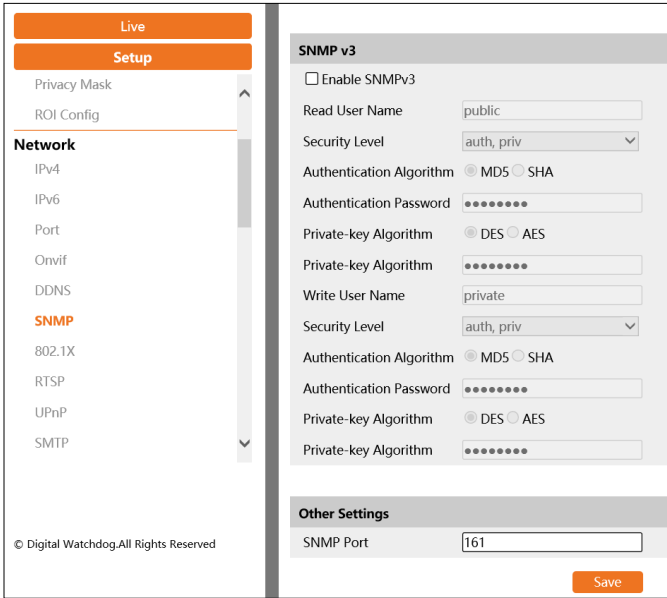 Live
Setup
Privacy Mask
ROI Config
Network
IPv4
IPv6
Port
Onvif
DDNS
SNMP
802.1X
RTSP
UPnP
SMTP
© Digital Watchdog.All Rights Reserved
SNMP v3
Enable SNMPv3
Read User Name public
Security Level auth, priv
Authentication Algorithm MD5 SHA
Authentication Password ●●●●●●●●
Private-key Algorithm DES AES
Private-key Algorithm ●●●●●●●●
Write User Name private
Security Level auth, priv
Authentication Algorithm MD5 SHA
Authentication Password ●●●●●●●●
Private-key Algorithm DES AES
Private-key Algorithm ●●●●●●●●
Other Settings
SNMP Port 161
Save